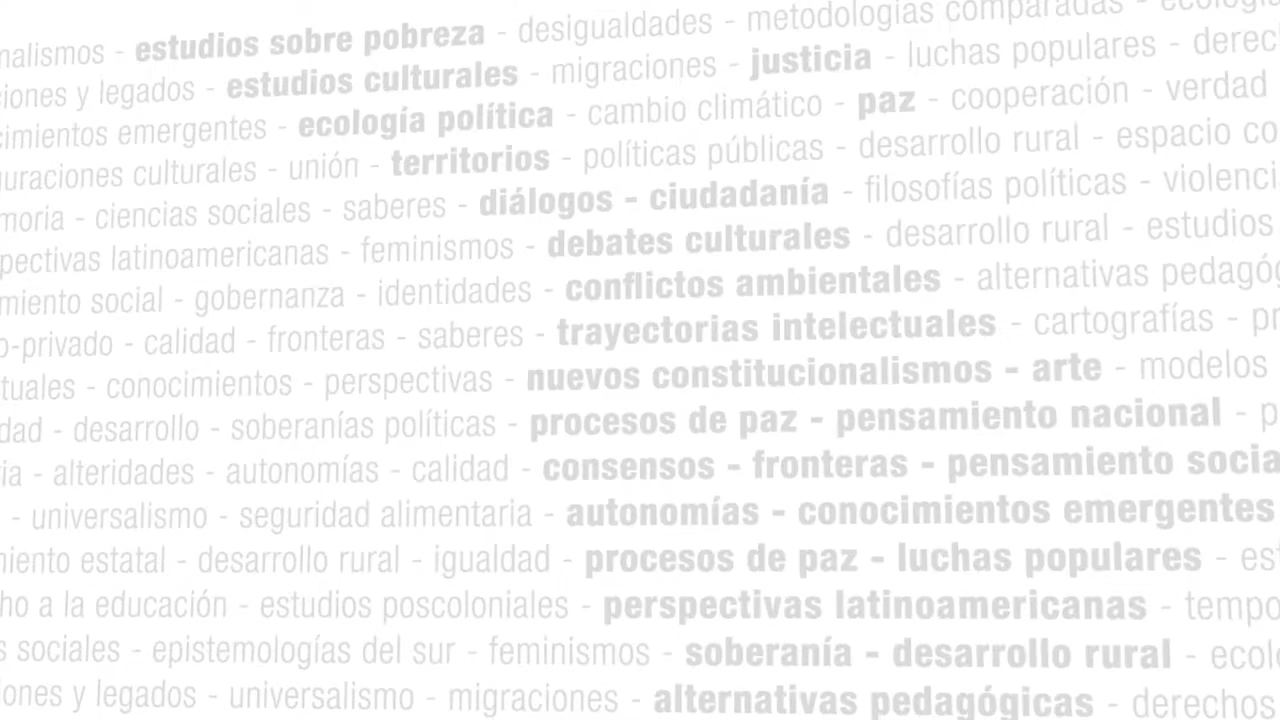 nalismos - estudios sobre pobreza - desigualdades - metodologías comparadas - ecología
iones y legados - estudios culturales - migraciones - justicia - luchas populares - derec
cimientos emergentes - ecología política - cambio climático - paz - cooperación - verdad
guraciones culturales - unión - territorios - políticas públicas - desarrollo rural - espacio co
moria - ciencias sociales - saberes - diálogos - ciudadanía - filosofías políticas - violenci
pectivas latinoamericanas - feminismos - debates culturales - desarrollo rural - estudios
miento social - gobernanza - identidades - conflictos ambientales - alternativas pedagóg
o-privado - calidad - fronteras - saberes - trayectorias intelectuales - cartografías - pr
tuales - conocimientos - perspectivas - nuevos constitucionalismos - arte - modelos
dad - desarrollo - soberanías políticas - procesos de paz - pensamiento nacional - p
ia - alteridades - autonomías - calidad - consensos - fronteras - pensamiento socia
- universalismo - seguridad alimentaria - autonomías - conocimientos emergentes
niento estatal - desarrollo rural - igualdad - procesos de paz - luchas populares - est
ho a la educación - estudios poscoloniales - perspectivas latinoamericanas - tempo
s sociales - epistemologías del sur - feminismos - soberanía - desarrollo rural - ecolo
iones y legados - universalismo - migraciones - alternativas pedagógicas - derechos